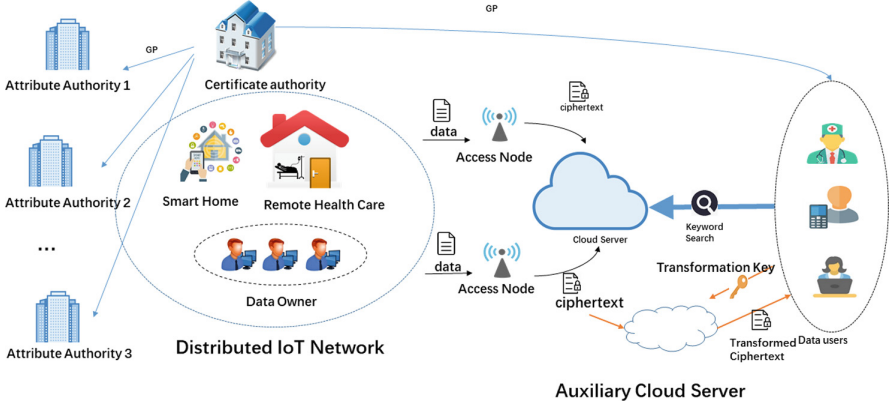 GP
GP
Attribute Authority 1
Certificate authority
ciphertext
data
Access Node
Attribute Authority 2
Smart Home
Remote Health Care
Cloud Server
Keyword
Search
...
data
Access Node
Data Owner
ciphertext
Transformation Key
Attribute Authority 3
Distributed IoT Network
Transformed
Ciphertext
Data users
Auxiliary Cloud Server